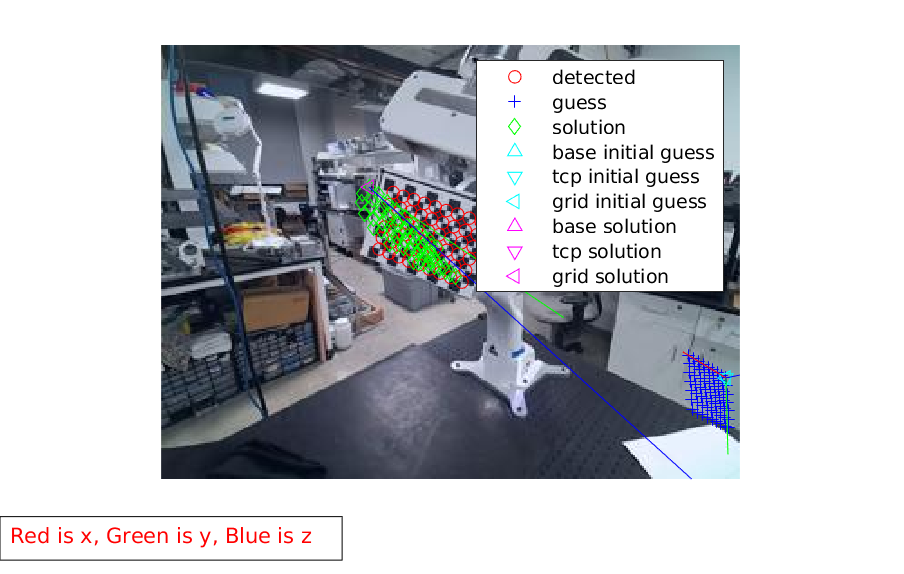 detected
guess
solution
base initial guess
tcp initial guess
grid initial guess
base solution
tcp solution
grid solution
Red is x, Green is y, Blue is z